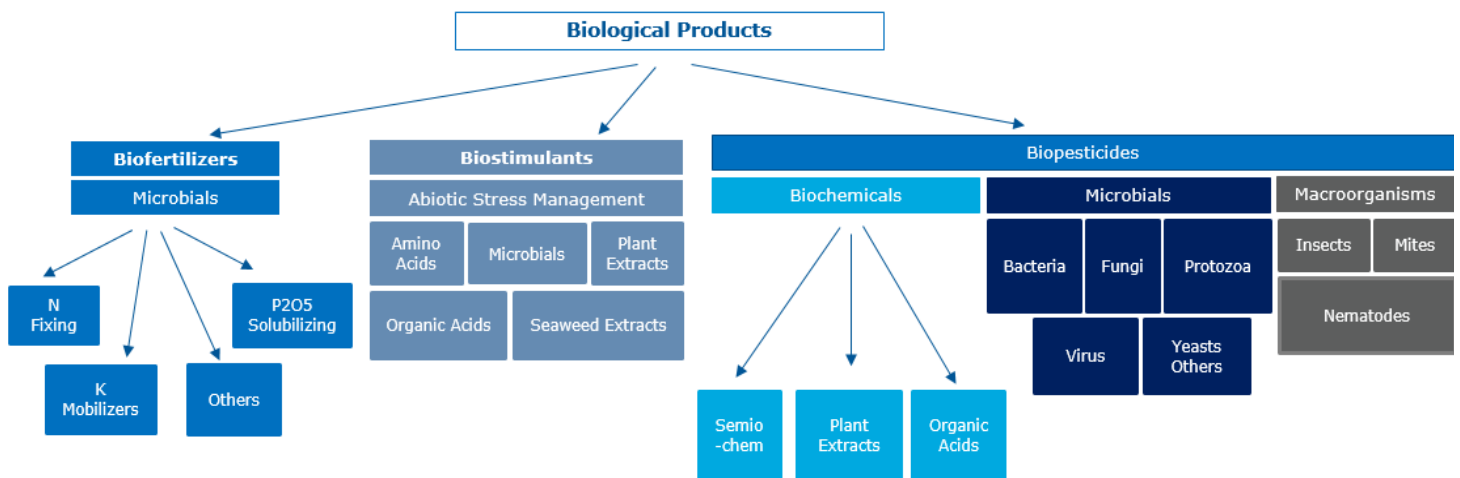 Biological Products
Biofertilizers
Microbials
N
Fixing
K
Mobilizers
Others
P2O5
Solubilizing
Biostimulants
Abiotic Stress Management
Amino
Acids
Microbials
Plant
Extracts
Organic Acids
Seaweed Extracts
Biopesticides
Biochemicals
Semio
-chem
Plant
Extracts
Organic
Acids
Microbials
Bacteria
Fungi
Protozoa
Virus
Yeasts
Others
Macroorganisms
Insects
Mites
Nematodes